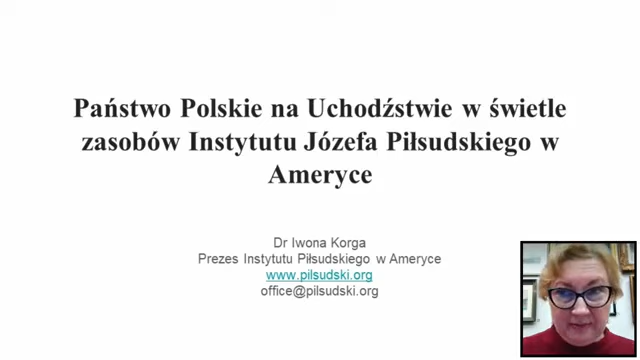 Państwo Polskie na Uchodźstwie w świetle
zasobów Instytutu Józefa Piłsudskiego w
Ameryce
Dr Iwona Korga
Prezes Instytutu Piłsudskiego w Ameryce
www.pilsudski.org
office@pilsudski.org